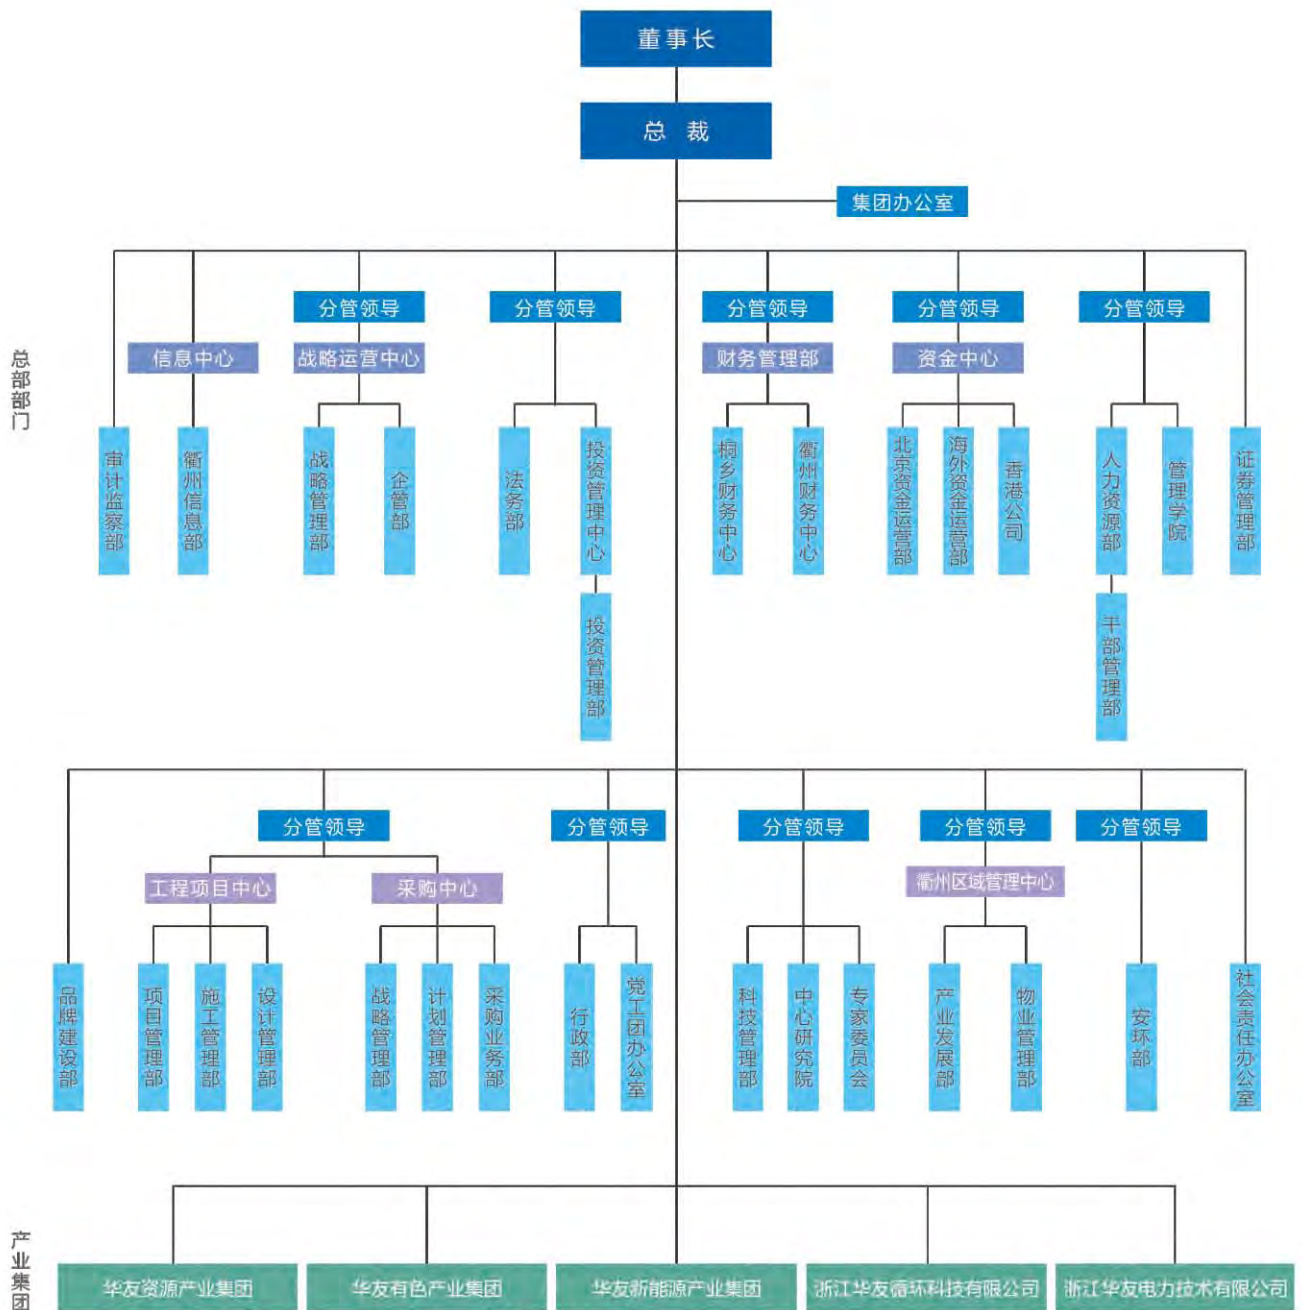 董事长
总 裁
集团办公室
总部部门
分管领导
分管领导
分管领导
分管领导
分管领导
信息中心
战略运营中心
财务管理部
资金中心
审计监察部
衢州信息部
战略管理部
企管部
法务部
投资管理中心
桐乡财务中心
衢州财务中心
北京资金运营部
海外资金运营部
香港公司
人力资源部
管理学院
证券管理部
投资管理部
干部管理部
分管领导
分管领导
分管领导
分管领导
分管领导
工程项目中心
采购中心
衢州区域管理中心
品牌建设部
项目管理部
施工管理部
设计管理部
战略管理部
计划管理部
采购业务部
行政部
党工团办公室
科技管理部
中心研究院
专家委员会
产业发展部
物业管理部
安环部
社会责任办公室
产业集团
华友资源产业集团
华友有色产业集团
华友新能源产业集团
浙江华友循环科技有限公司
浙江华友电力技术有限公司